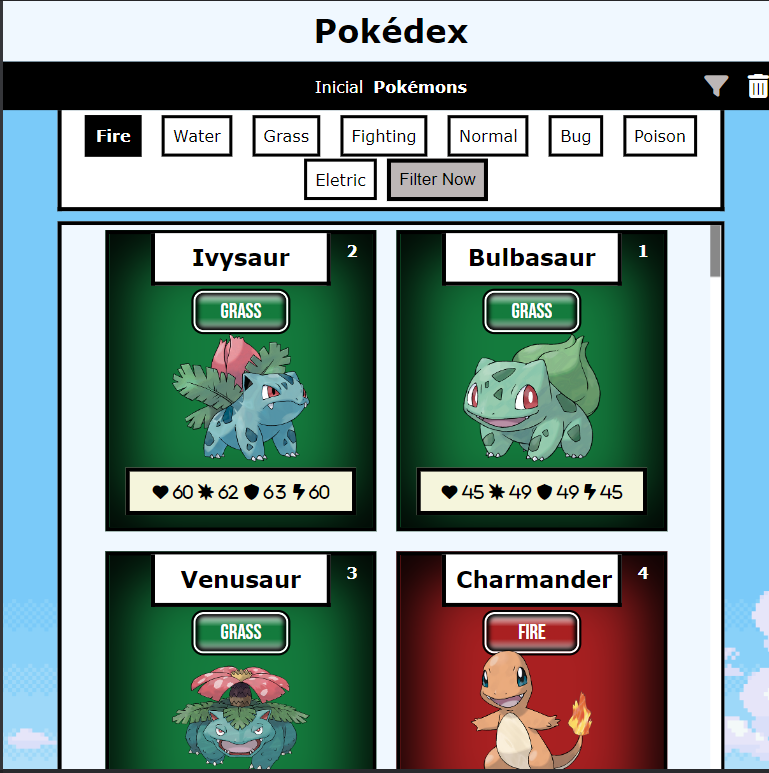 Pokédex
Inicial Pokémons
Fire Water Grass Fighting Normal Bug Poison
Eletric Filter Now
Ivysaur 2
GRASS
60 62 63 60
Bulbasaur 1
GRASS
45 49 49 45
Venusaur 3
GRASS
Charmander 4
FIRE